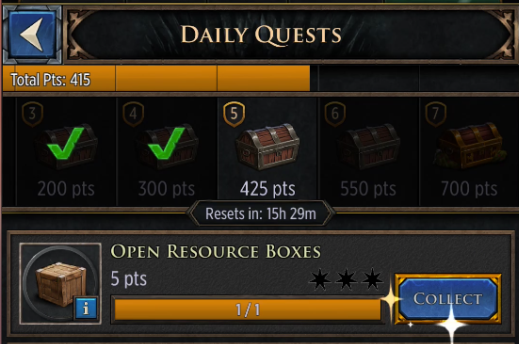 DAILY QUESTS
Total Pts: 415
3 4 5 6 7
200 pts 300 pts 425 pts 550 pts 700 pts
Resets in: 15h 29m
OPEN RESOURCE BOXES
5 pts
i 1/1 COLLECT